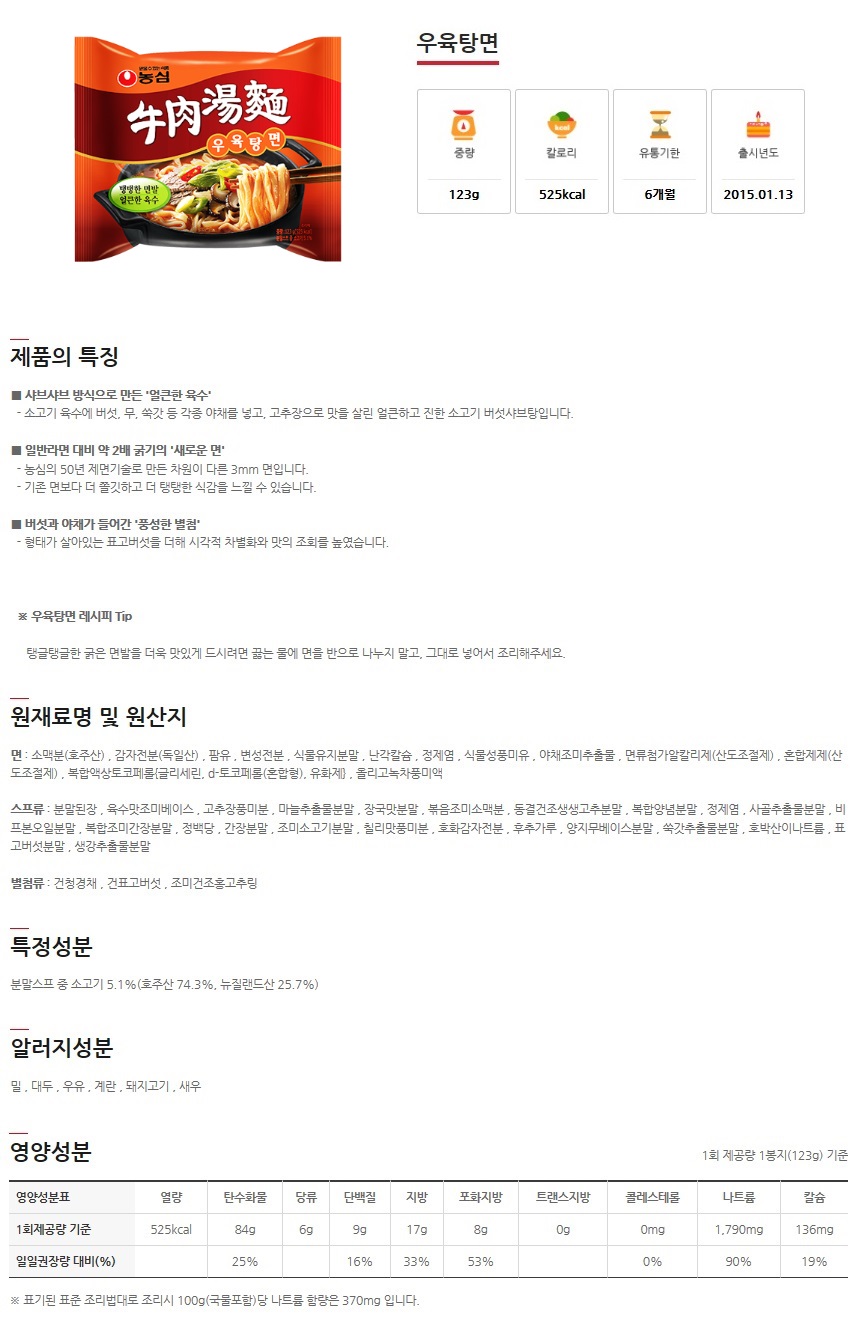 농심
牛肉湯麵
우육탕면
탱탱한 면발
얼큰한 육수
우육탕면
중량
칼로리
유통기한
출시년도
123g
525kcal
6개월
2015.01.13
제품의 특징
■ 샤브샤브 방식으로 만든 '얼큰한 육수'
- 소고기 육수에 버섯, 무, 쑥갓 등 각종 야채를 넣고, 고추장으로 맛을 살린 얼큰하고 진한 소고기 버섯샤브탕입니다.
■ 일반라면 대비 약 2배 굵기의 '새로운 면'
- 농심의 50년 제면기술로 만든 차원이 다른 3mm 면입니다.
- 기존 면보다 더 쫄깃하고 더 탱탱한 식감을 느낄 수 있습니다.
■ 버섯과 야채가 들어간 '풍성한 별첨'
- 형태가 살아있는 표고버섯을 더해 시각적 차별화와 맛의 조회를 높였습니다.
※ 우육탕면 레시피 Tip
탱글탱글한 굵은 면발을 더욱 맛있게 드시려면 끓는 물에 면을 반으로 나누지 말고, 그대로 넣어서 조리해주세요.
원재료명 및 원산지
면 : 소맥분(호주산) , 감자전분(독일산) , 팜유 , 변성전분 , 식물유지분말 , 난각칼슘 , 정제염 , 식물성풍미유 , 야채조미추출물 , 면류첨가알칼리제(산도조절제) , 혼합제제(산
도조절제) , 복합액상토코페롤{글리세린, d-토코페롤(혼합형), 유화제} , 올리고녹차풍미액
스프류 : 분말된장 , 육수맛조미베이스 , 고추장풍미분 , 마늘추출물분말 , 장국맛분말 , 볶음조미소맥분 , 동결건조생생고추분말 , 복합양념분말 , 정제염 , 사골추출물분말 , 비
프본오일분말 , 복합조미간장분말 , 정백당 , 간장분말 , 조미소고기분말 , 칠리맛풍미분 , 호화감자전분 , 후추가루 , 양지무베이스분말 , 쑥갓추출물분말 , 호박산이나트륨 , 표
고버섯분말 , 생강추출물분말
별첨류 : 건청경채 , 건표고버섯 , 조미건조홍고추링
특정성분
분말스프 중 소고기 5.1%(호주산 74.3%, 뉴질랜드산 25.7%)
알러지성분
밀 , 대두 , 우유 , 계란 , 돼지고기 , 새우
영양성분
1회 제공량 1봉지(123g) 기준
영양성분표 열량 탄수화물 당류 단백질 지방 포화지방 트랜스지방 콜레스테롤 나트륨 칼슘
1회제공량 기준 525kcal 84g 6g 9g 17g 8g 0g 0mg 1,790mg 136mg
일일권장량 대비(%) 25% 16% 33% 53% 0% 90% 19%
※ 표기된 표준 조리법대로 조리시 100g(국물포함)당 나트륨 함량은 370mg 입니다.